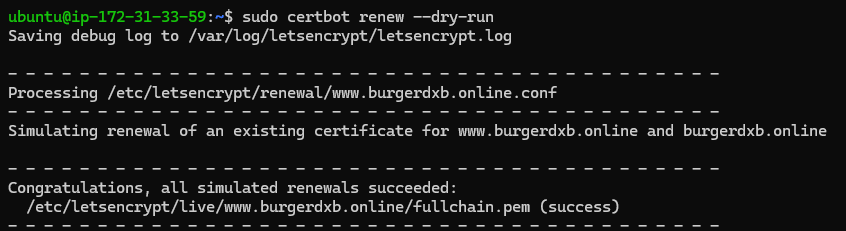 ubuntu@ip-172-31-33-59:~$ sudo certbot renew --dry-run
Saving debug log to /var/log/letsencrypt/letsencrypt.log
- - - - - - - - - - - - - - - - - - - - - - - - - - - - - - - - - - - - - - - -
Processing /etc/letsencrypt/renewal/www.burgerdxb.online.conf
- - - - - - - - - - - - - - - - - - - - - - - - - - - - - - - - - - - - - - - -
Simulating renewal of an existing certificate for www.burgerdxb.online and burgerdxb.online
- - - - - - - - - - - - - - - - - - - - - - - - - - - - - - - - - - - - - - - -
Congratulations, all simulated renewals succeeded:
  /etc/letsencrypt/live/www.burgerdxb.online/fullchain.pem (success)
- - - - - - - - - - - - - - - - - - - - - - - - - - - - - - - - - - - - - - - -